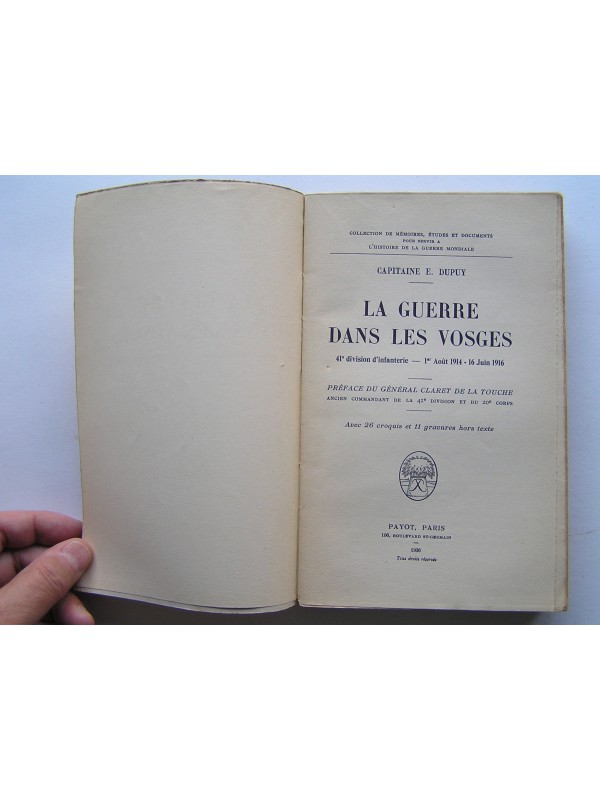 COLLECTION DE MÉMOIRES, ÉTUDES ET DOCUMENTS
POUR SERVIR A
L'HISTOIRE DE LA GUERRE MONDIALE
CAPITAINE E. DUPUY
LA GUERRE
DANS LES VOSGES
41e division d'infanterie — 1er Août 1914 - 16 Juin 1916
PRÉFACE DU GÉNÉRAL CLARET DE LA TOUCHE
ANCIEN COMMANDANT DE LA 41e DIVISION ET DU 20e CORPS
Avec 26 croquis et 11 gravures hors texte
PAYOT, PARIS
106, BOULEVARD ST-GERMAIN
1936
Tous droits réservés